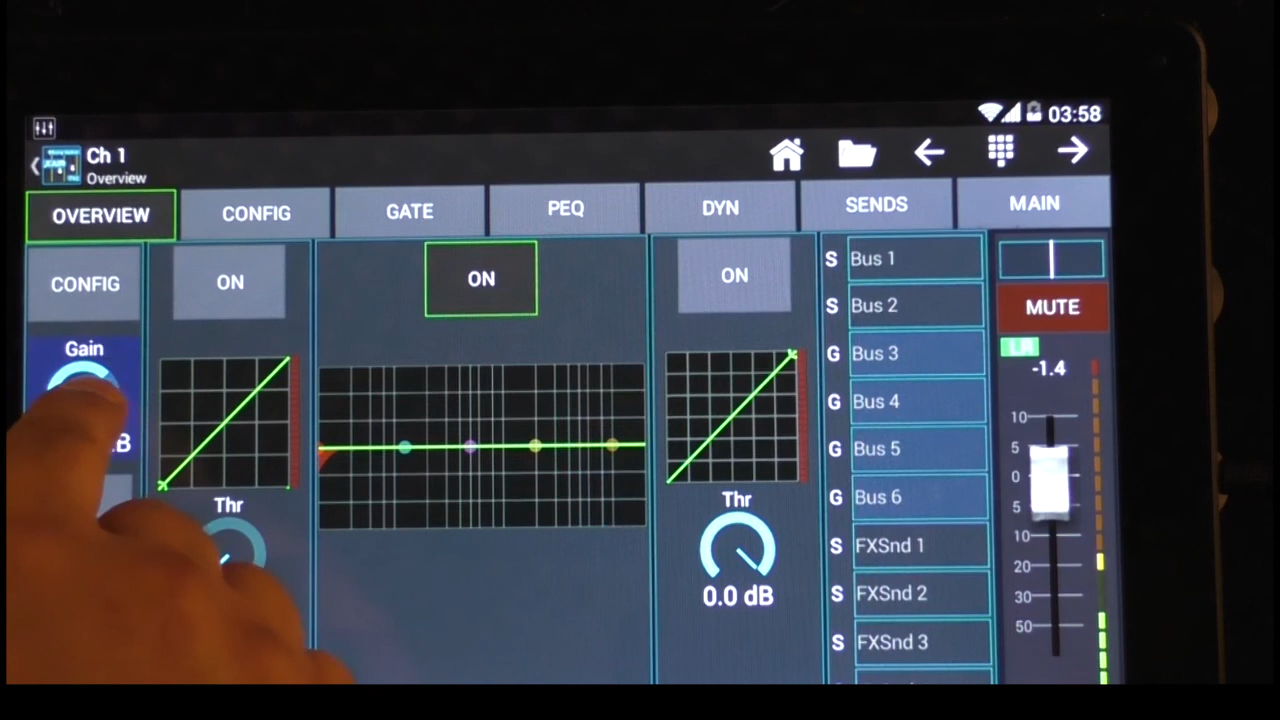 03:58
Ch 1
Overview
OVERVIEW
CONFIG
GATE
PEQ
DYN
SENDS
MAIN
CONFIG
ON
ON
ON
S Bus 1
S Bus 2
G Bus 3
G Bus 4
G Bus 5
G Bus 6
S FXSnd 1
S FXSnd 2
S FXSnd 3
MUTE
LR
-1.4
10
5
0
5
10
20
30
50
Gain
B
Thr
Thr
0.0 dB